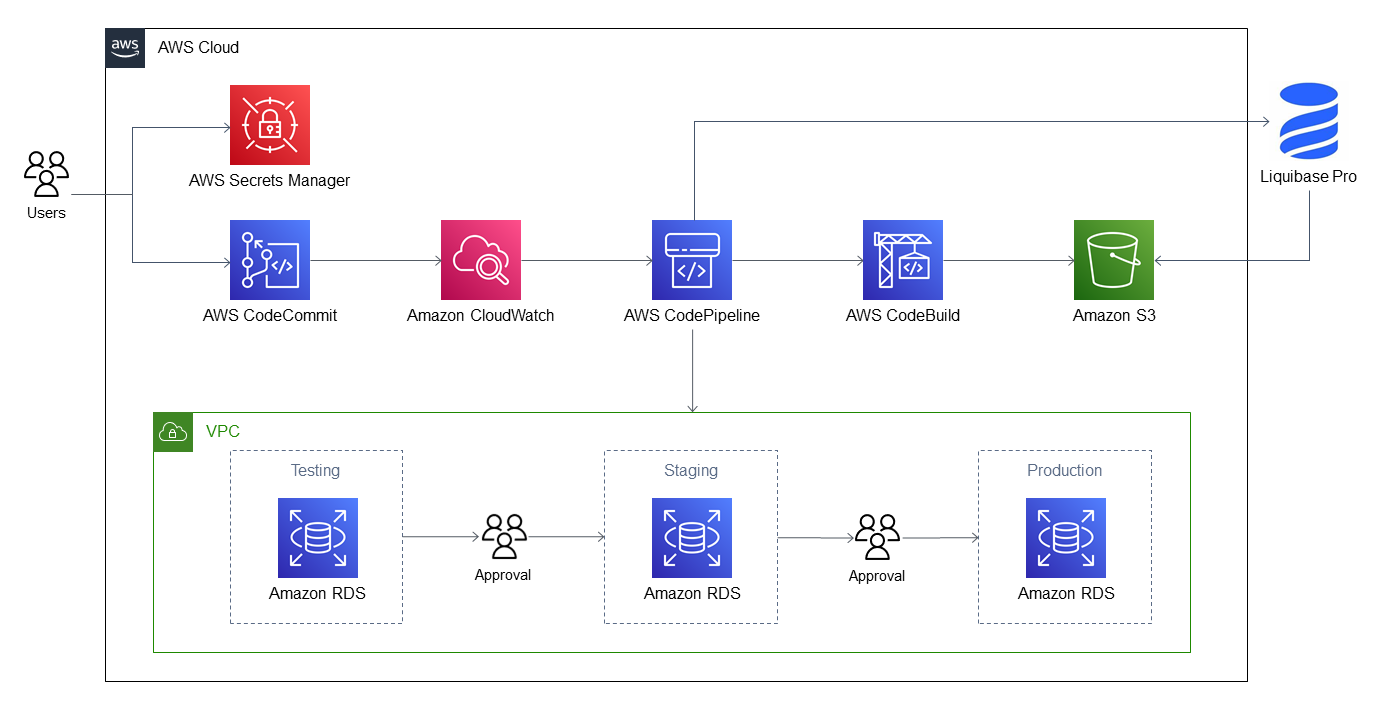 aws
AWS Cloud
AWS Secrets Manager
Liquibase Pro
Users
</>
</>
</>
</>
AWS CodeCommit
Amazon CloudWatch
AWS CodePipeline
AWS CodeBuild
Amazon S3
VPC
Testing
Staging
Production
Approval
Approval
Amazon RDS
Amazon RDS
Amazon RDS